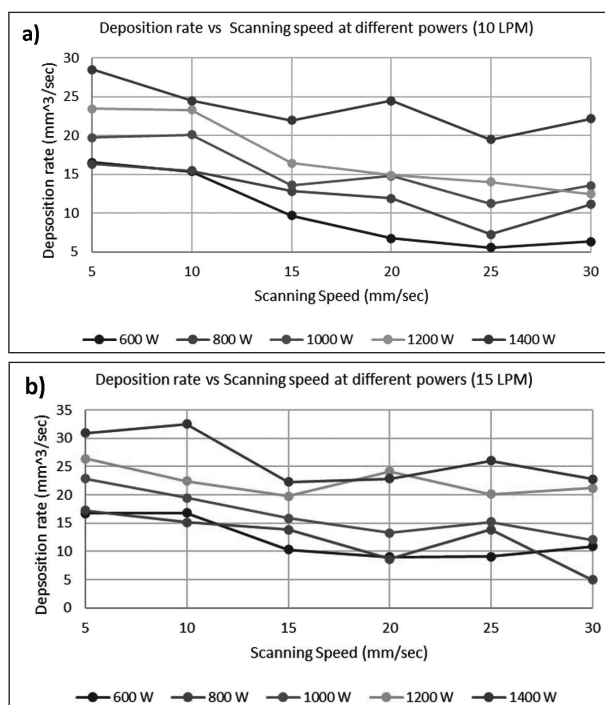 a)
Deposition rate vs Scanning speed at different powers (10 LPM)
Depsosition rate (mm^3/sec)
30
25
20
15
10
5
5 10 15 20 25 30
Scanning Speed (mm/sec)
600 W 800 W 1000 W 1200 W 1400 W
b)
Deposition rate vs Scanning speed at different powers (15 LPM)
Depsosition rate (mm^3/sec)
35
30
25
20
15
10
5
0
5 10 15 20 25 30
Scanning Speed (mm/sec)
600 W 800 W 1000 W 1200 W 1400 W